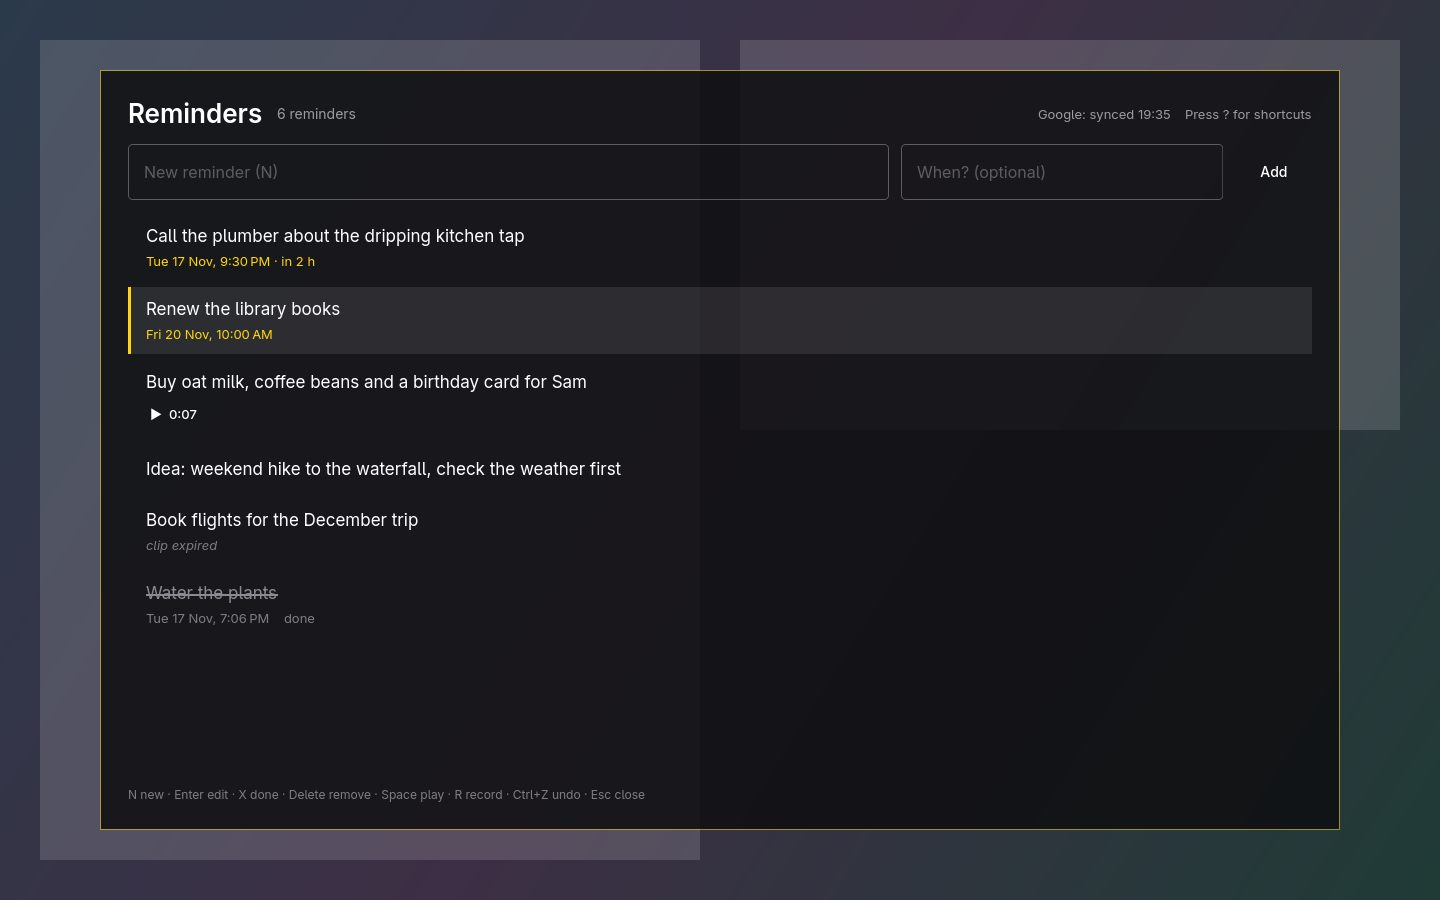 Reminders 6 reminders Google: synced 19:35 Press ? for shortcuts
New reminder (N) When? (optional) Add
Call the plumber about the dripping kitchen tap
Tue 17 Nov, 9:30 PM · in 2 h
Renew the library books
Fri 20 Nov, 10:00 AM
Buy oat milk, coffee beans and a birthday card for Sam
▶ 0:07
Idea: weekend hike to the waterfall, check the weather first
Book flights for the December trip
clip expired
Water the plants
Tue 17 Nov, 7:06 PM done
N new · Enter edit · X done · Delete remove · Space play · R record · Ctrl+Z undo · Esc close